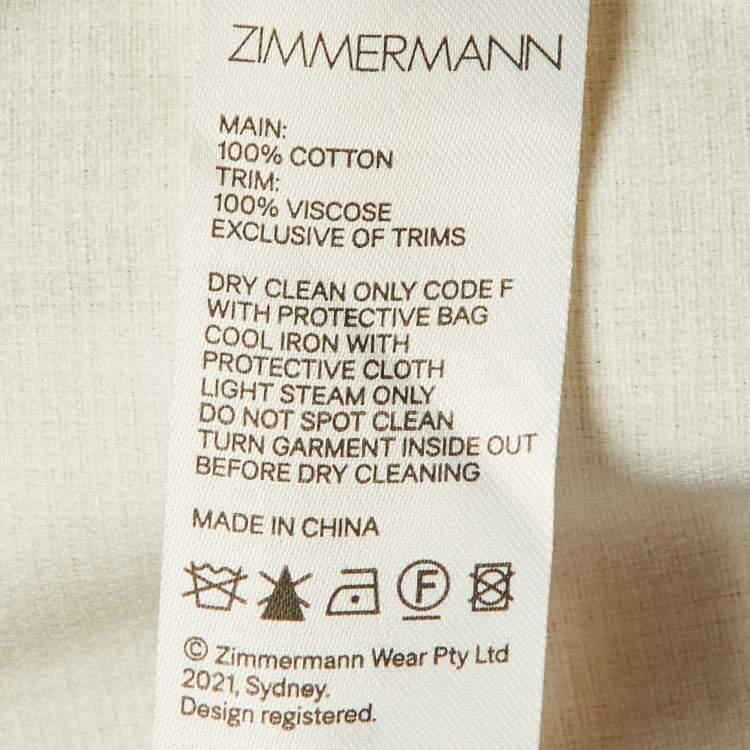 ZIMMERMANN
MAIN:
100% COTTON
TRIM:
100% VISCOSE
EXCLUSIVE OF TRIMS
DRY CLEAN ONLY CODE F
WITH PROTECTIVE BAG
COOL IRON WITH
PROTECTIVE CLOTH
LIGHT STEAM ONLY
DO NOT SPOT CLEAN
TURN GARMENT INSIDE OUT
BEFORE DRY CLEANING
MADE IN CHINA
F
© Zimmermann Wear Pty Ltd
2021, Sydney.
Design registered.